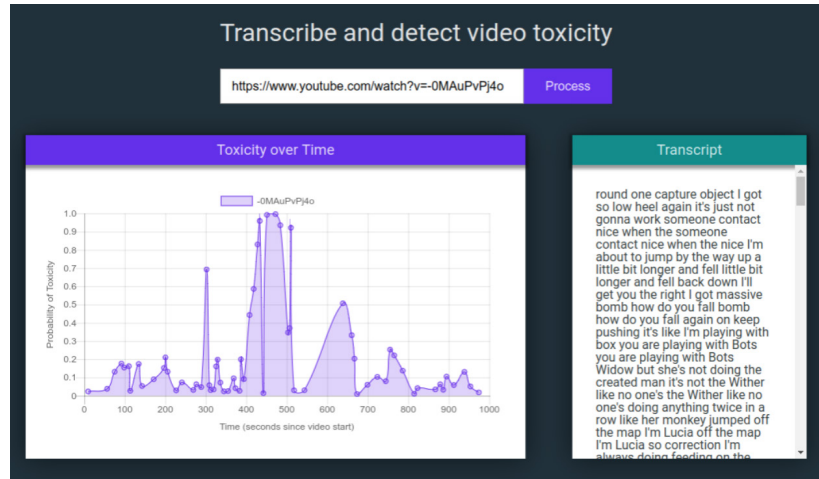 Transcribe and detect video toxicity
https://www.youtube.com/watch?v=-0MAuPvPj4o
Process
Toxicity over Time
-0MAuPvPj4o
1.0
0.9
0.8
0.7
0.6
0.5
0.4
0.3
0.2
0.1
0
Probability of Toxicity
0 100 200 300 400 500 600 700 800 900 1000
Time (seconds since video start)
Transcript
round one capture object I got
so low heel again it's just not
gonna work someone contact
nice when the someone
contact nice when the nice I'm
about to jump by the way up a
little bit longer and fell little bit
longer and fell back down I'll
get you the right I got massive
bomb how do you fall bomb
how do you fall again on keep
pushing it's like I'm playing with
box you are playing with Bots
you are playing with Bots
Widow but she's not doing the
created man it's not the Wither
like no one's the Wither like no
one's doing anything twice in a
row like her monkey jumped off
the map I'm Lucia off the map
I'm Lucia so correction I'm
always doing feeding on the